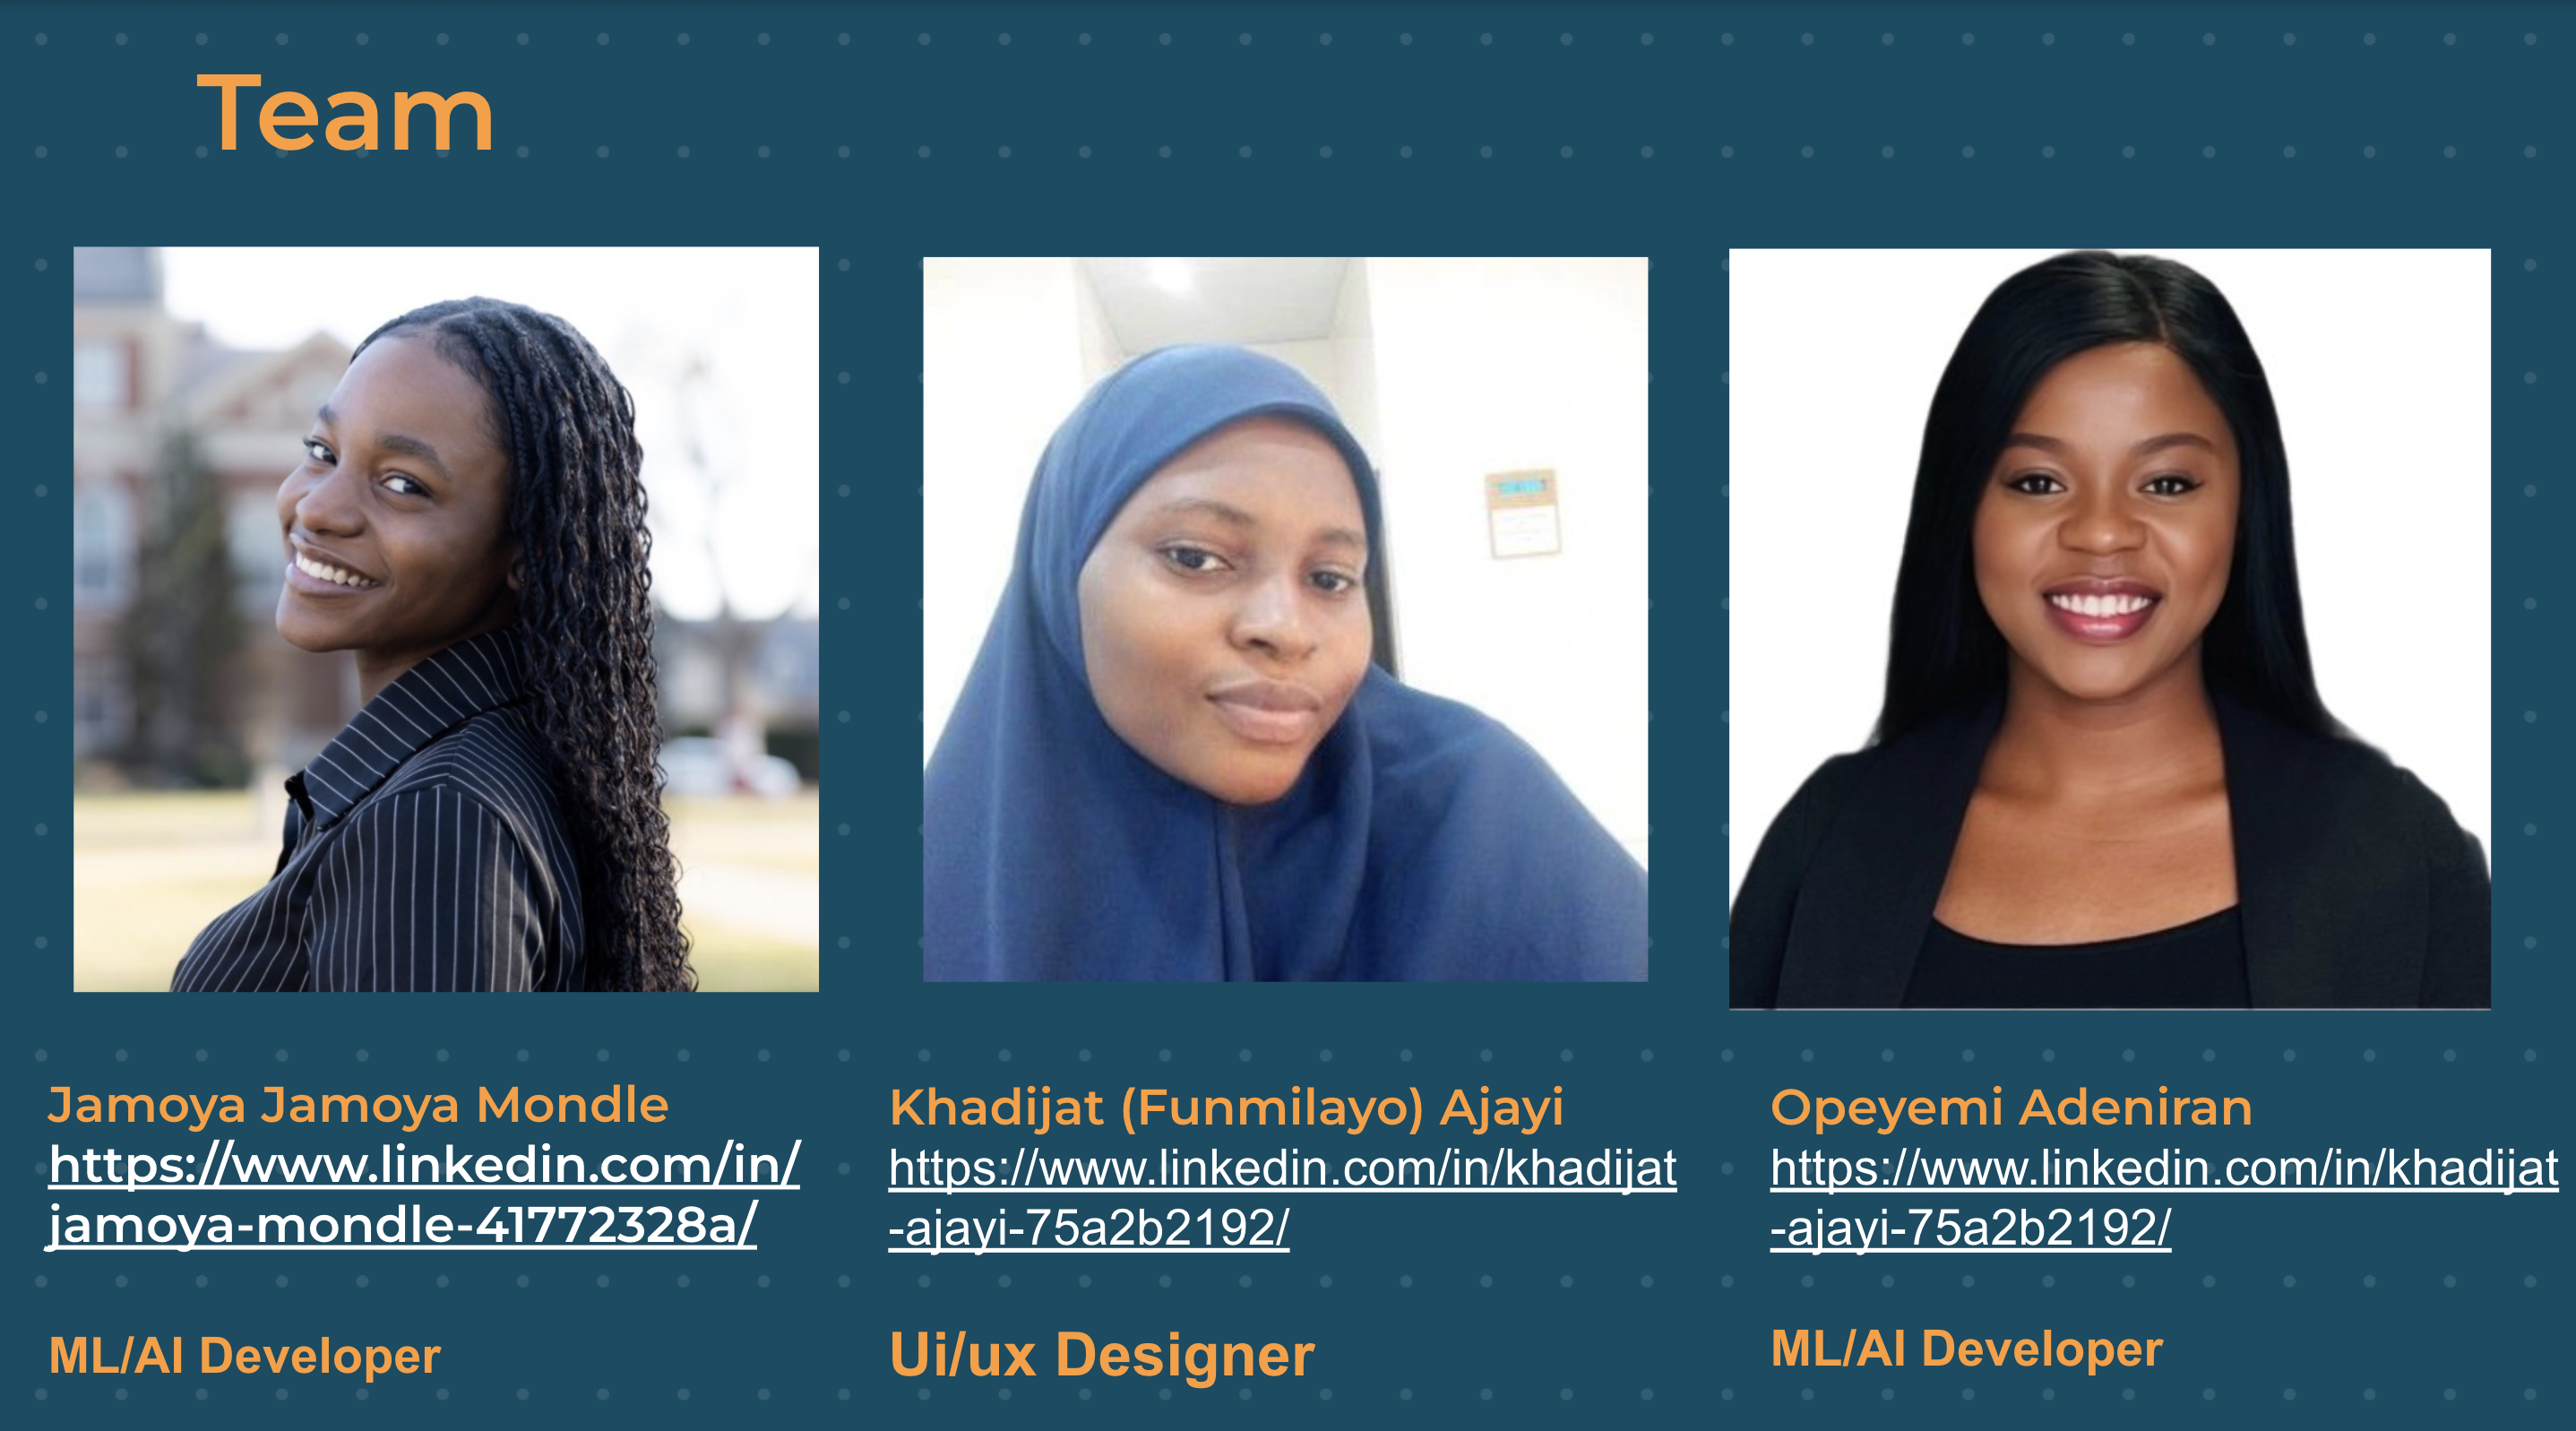 Team
Jamoya Jamoya Mondle
https://www.linkedin.com/in/
jamoya-mondle-41772328a/
ML/AI Developer
Khadijat (Funmilayo) Ajayi
https://www.linkedin.com/in/khadijat
-ajayi-75a2b2192/
Ui/ux Designer
Opeyemi Adeniran
https://www.linkedin.com/in/khadijat
-ajayi-75a2b2192/
ML/AI Developer